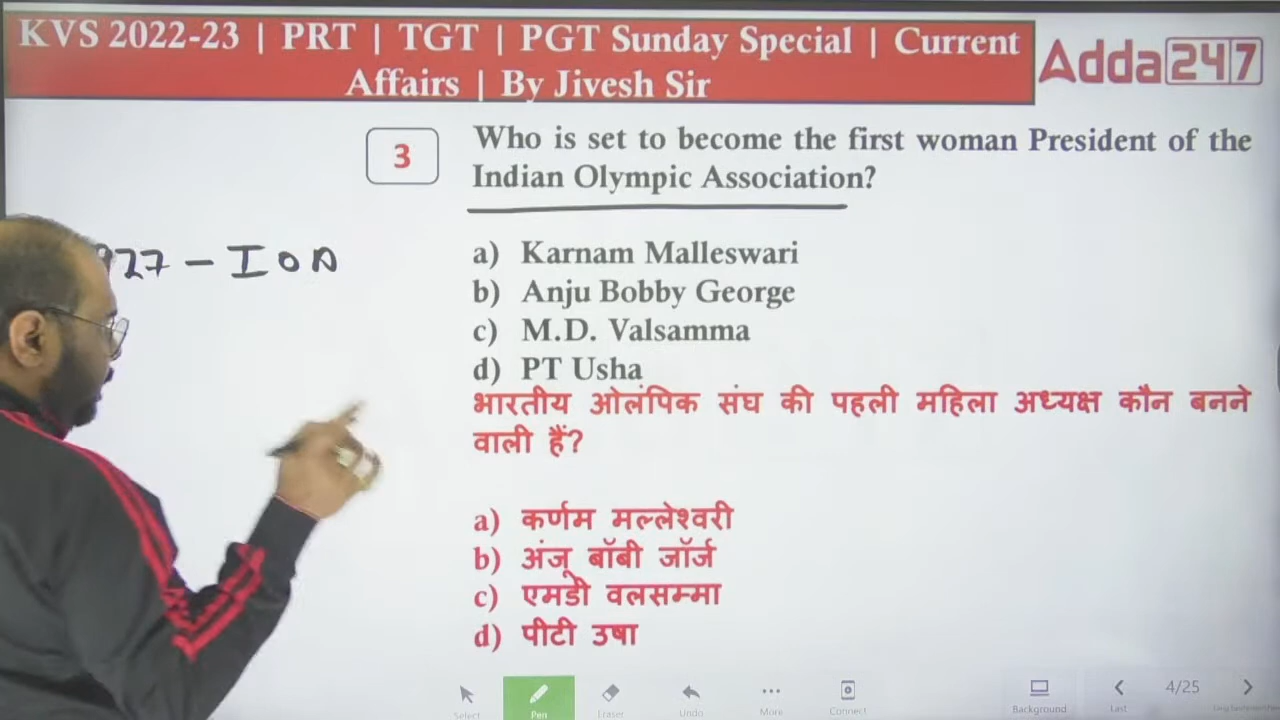 KVS 2022-23 | PRT | TGT | PGT Sunday Special | Current
Affairs | By Jivesh Sir
Adda247
3
Who is set to become the first woman President of the
Indian Olympic Association?
927 – IOA
a) Karnam Malleswari
b) Anju Bobby George
c) M.D. Valsamma
d) PT Usha
भारतीय ओलंपिक संघ की पहली महिला अध्यक्ष कौन बनने
वाली हैं?
a) कर्णम मल्लेश्वरी
b) अंजू बॉबी जॉर्ज
c) एमडी वलसम्मा
d) पीटी उषा
Select Pen Eraser Undo More Connect Background Last 4/25